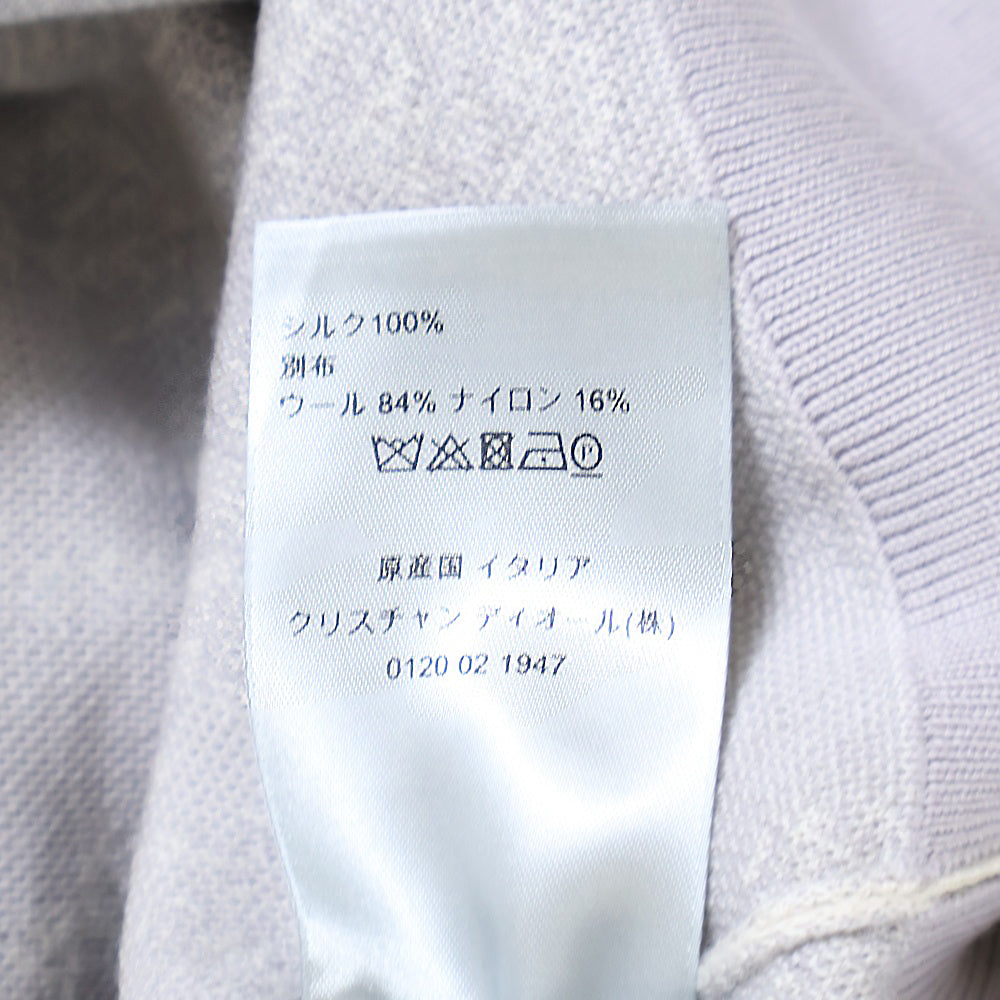 シルク100%
別布
ウール 84% ナイロン 16%
P
原産国 イタリア
クリスチャン ディオール(株)
0120 02 1947